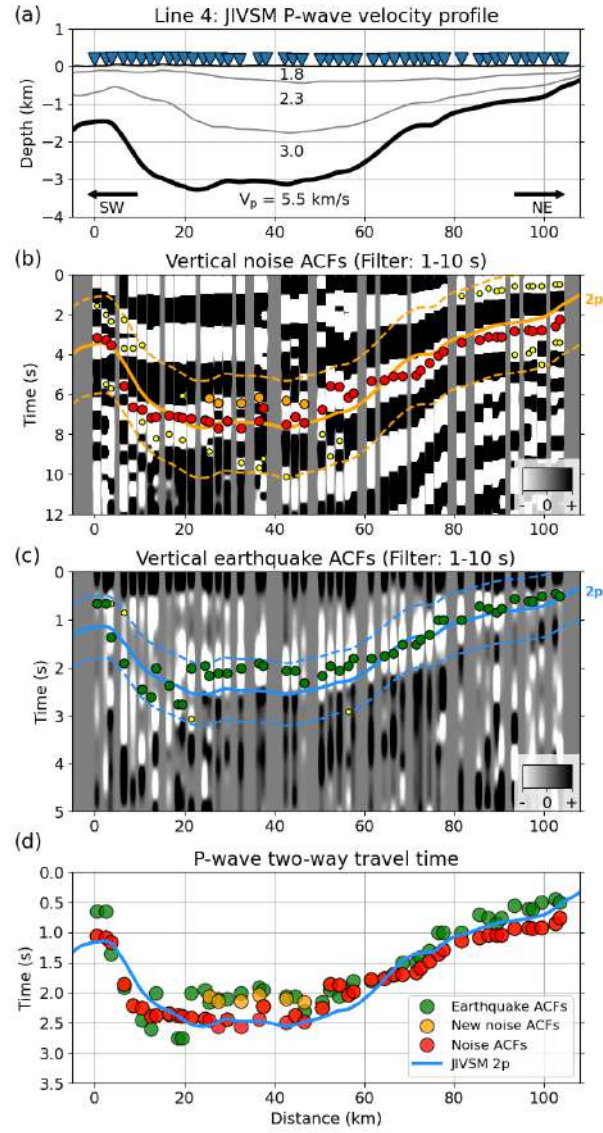 (a)
Line 4: JIVSM P-wave velocity profile
1
0
−1
−2
−3
−4
Depth (km)
1.8
2.3
3.0
Vp = 5.5 km/s
SW
NE
0 20 40 60 80 100
(b)
Vertical noise ACFs (Filter: 1-10 s)
0
2
4
6
8
10
12
Time (s)
2p
- 0 +
0 20 40 60 80 100
(c)
Vertical earthquake ACFs (Filter: 1-10 s)
0
1
2
3
4
5
Time (s)
2p
- 0 +
0 20 40 60 80 100
(d)
P-wave two-way travel time
0.0
0.5
1.0
1.5
2.0
2.5
3.0
3.5
Time (s)
Earthquake ACFs
New noise ACFs
Noise ACFs
JIVSM 2p
0 20 40 60 80 100
Distance (km)